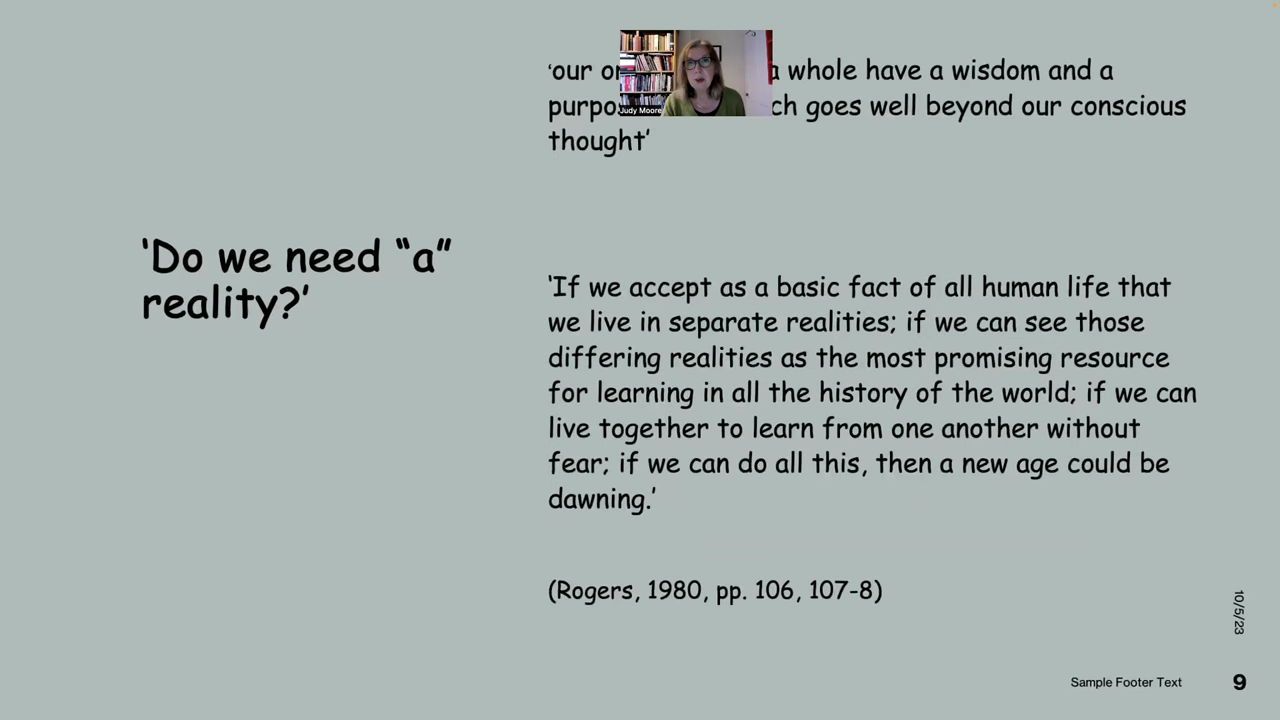 ‘Do we need “a”
reality?’
‘our a whole have a wisdom and a
goes well beyond our conscious
thought’
Judy Moore
‘If we accept as a basic fact of all human life that
we live in separate realities; if we can see those
differing realities as the most promising resource
for learning in all the history of the world; if we can
live together to learn from one another without
fear; if we can do all this, then a new age could be
dawning.’
(Rogers, 1980, pp. 106, 107-8)
10/5/23
Sample Footer Text
9